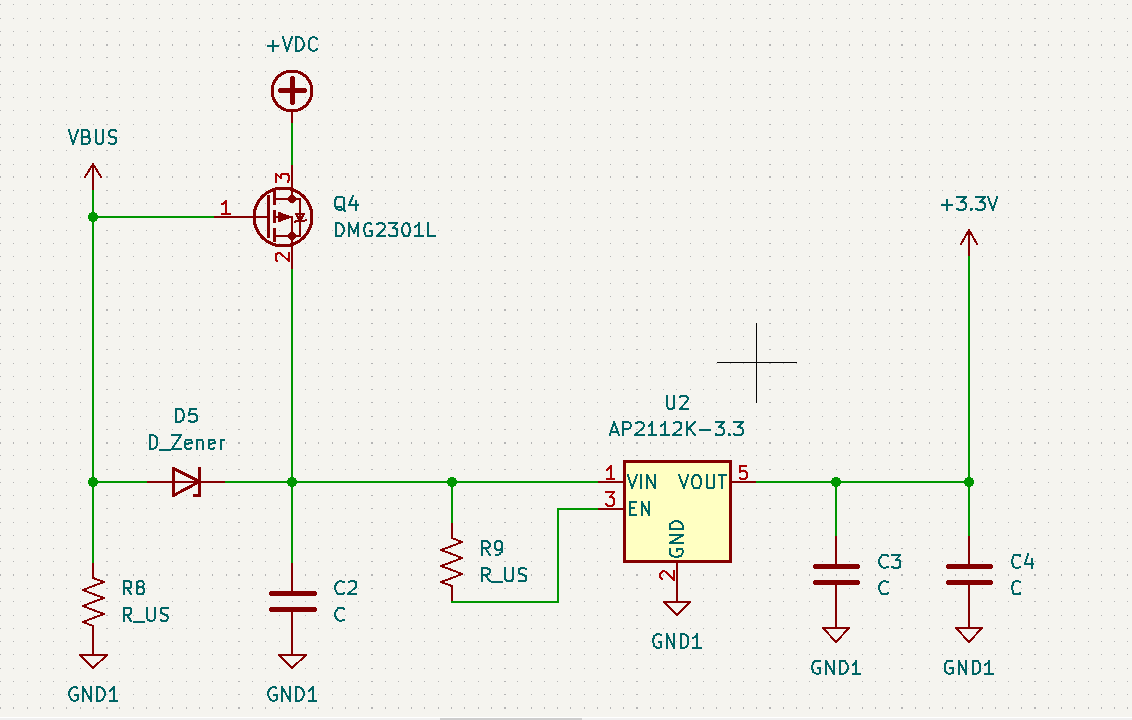 +VDC
VBUS
3
1
Q4
DMG2301L
2
+3.3V
D5
D_Zener
U2
AP2112K-3.3
1
VIN
VOUT
5
3
EN
GND
2
R9
R_US
C3
C
C4
C
R8
R_US
C2
C
GND1
GND1
GND1
GND1
GND1